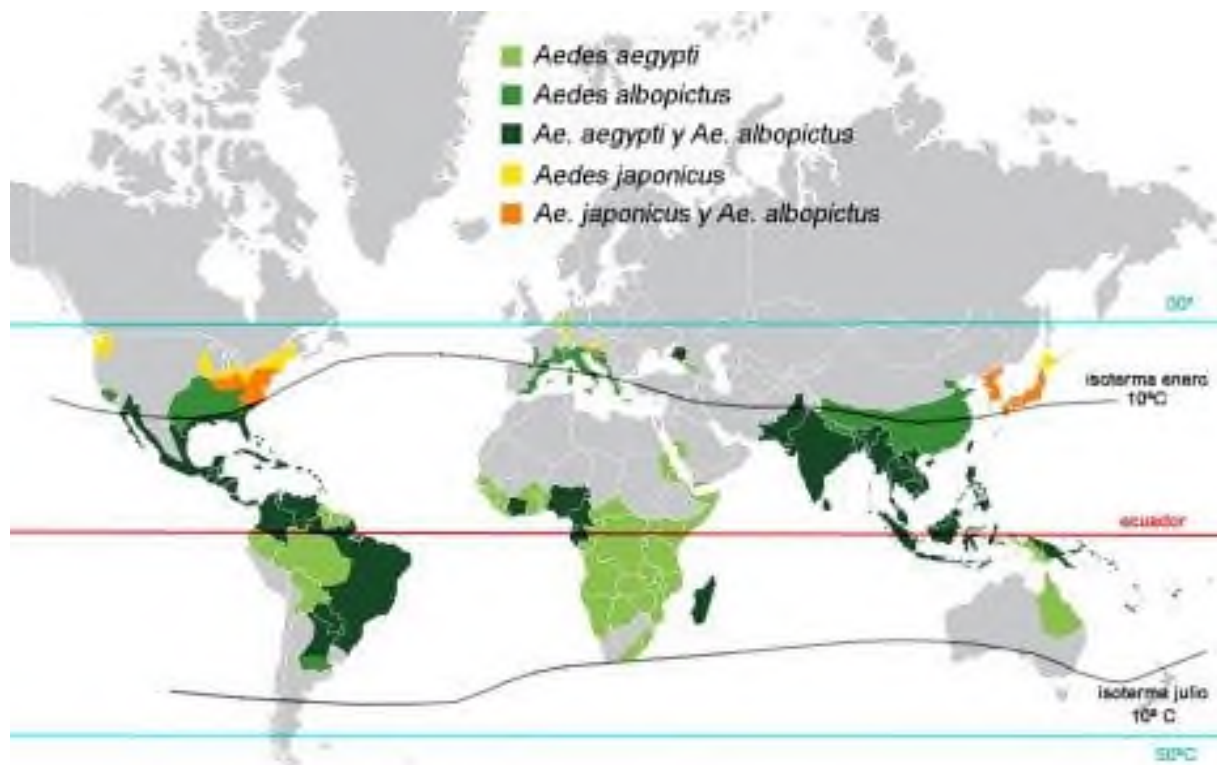 Aedes aegypti
Aedes albopictus
Ae. aegypti y Ae. albopictus
Aedes japonicus
Ae. japonicus y Ae. albopictus
isoterma enero
10ºC
ecuador
isoterma julio
10º C
50ºC